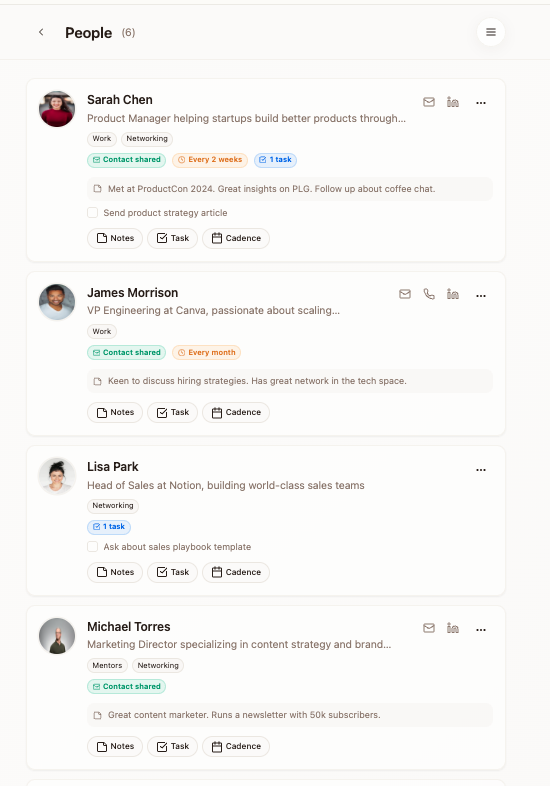 People (6)
Sarah Chen
Product Manager helping startups build better products through...
Work Networking
Contact shared Every 2 weeks 1 task
Met at ProductCon 2024. Great insights on PLG. Follow up about coffee chat.
Send product strategy article
Notes Task Cadence
James Morrison
VP Engineering at Canva, passionate about scaling...
Work
Contact shared Every month
Keen to discuss hiring strategies. Has great network in the tech space.
Notes Task Cadence
Lisa Park
Head of Sales at Notion, building world-class sales teams
Networking
1 task
Ask about sales playbook template
Notes Task Cadence
Michael Torres
Marketing Director specializing in content strategy and brand...
Mentors Networking
Contact shared
Great content marketer. Runs a newsletter with 50k subscribers.
Notes Task Cadence